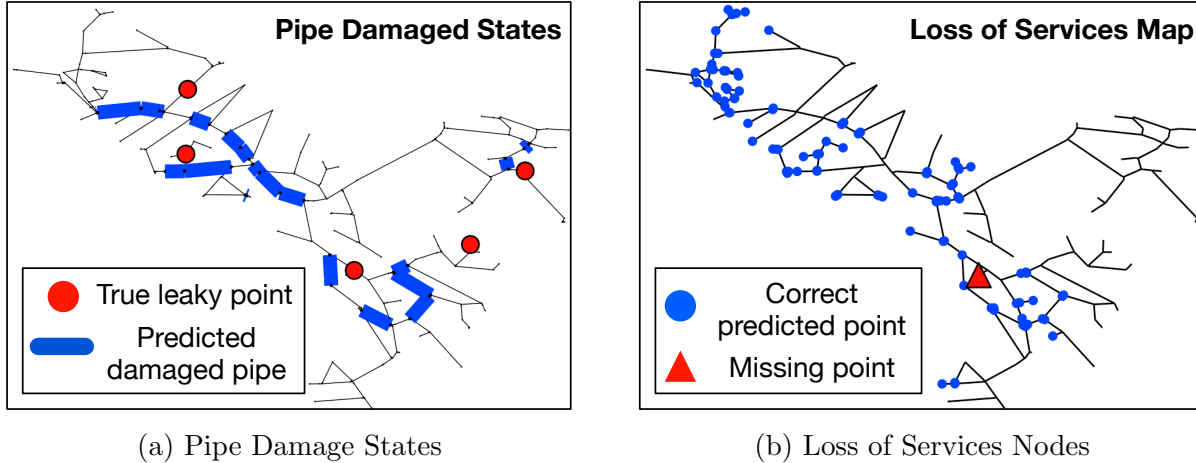 Pipe Damaged States
True leaky point
Predicted
damaged pipe
(a) Pipe Damage States
Loss of Services Map
Correct
predicted point
Missing point
(b) Loss of Services Nodes